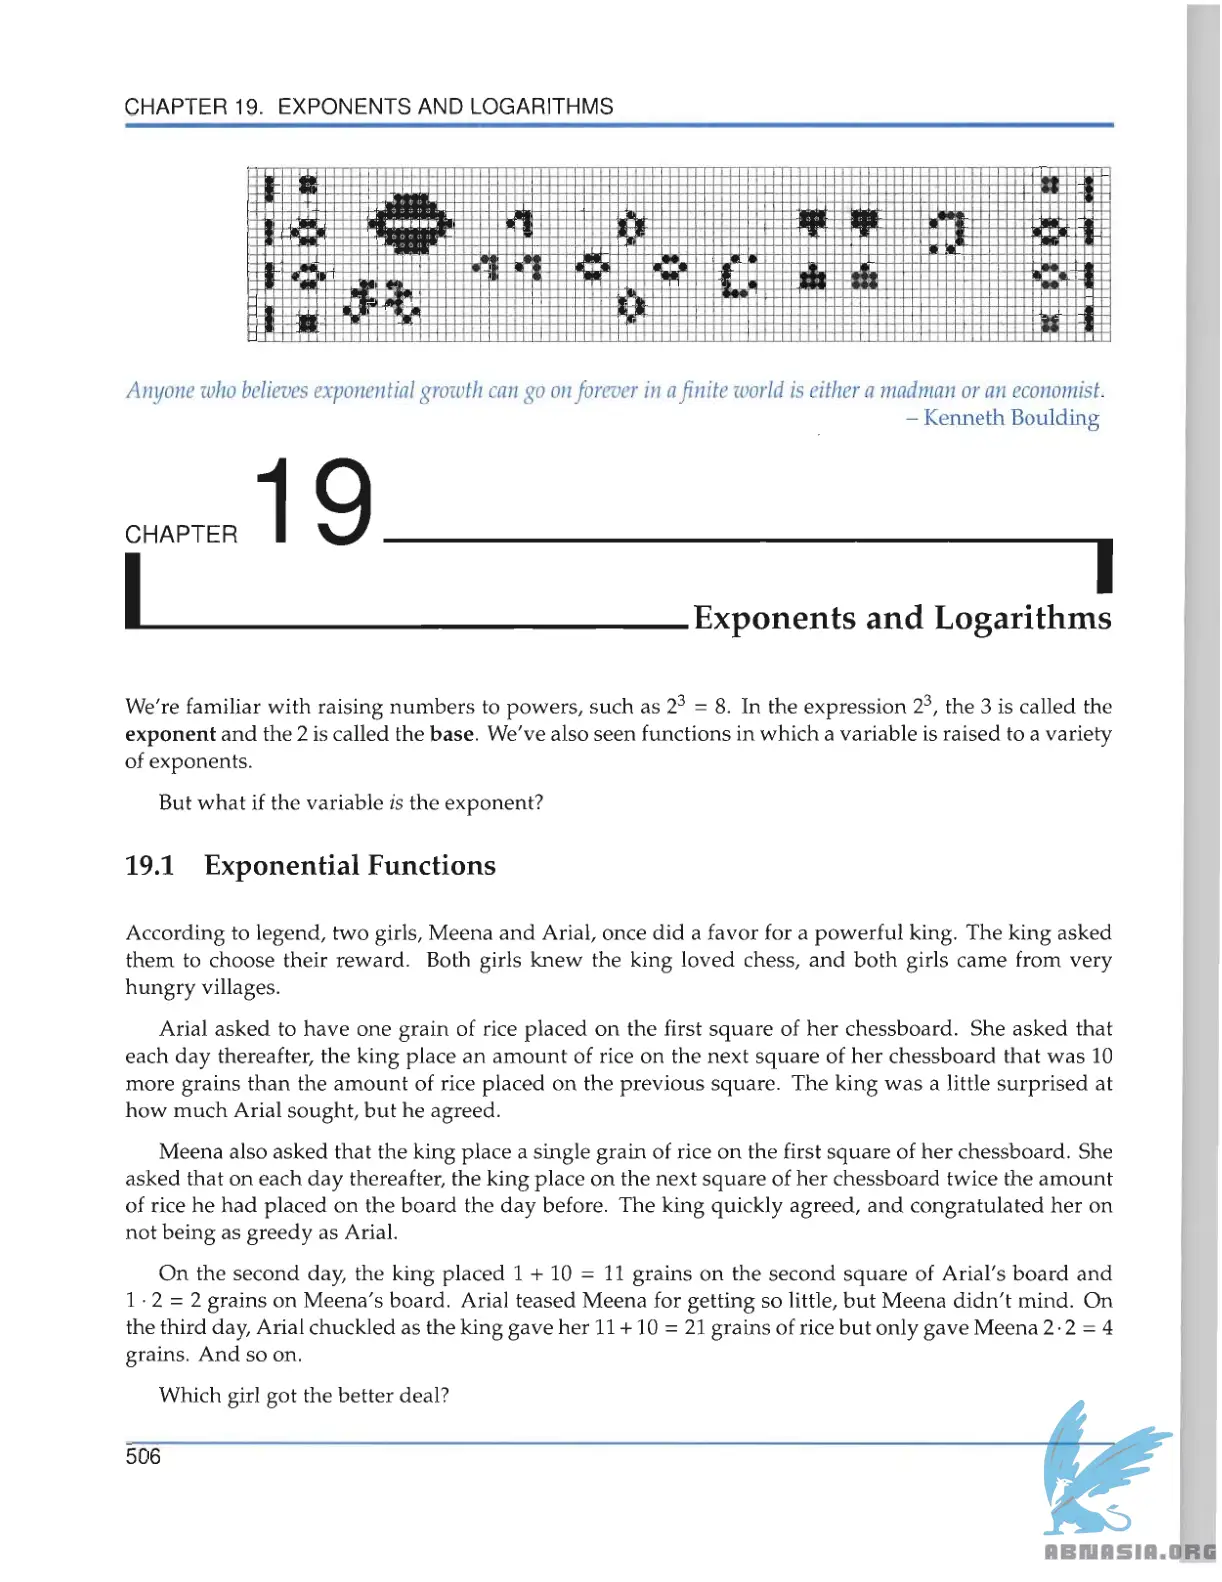 CHAPTER 19. EXPONENTS AND LOGARITHMS
Anyone who believes exponential growth can go on forever in a finite world is either a madman or an economist.
– Kenneth Boulding
CHAPTER 19
Exponents and Logarithms
We're familiar with raising numbers to powers, such as 2³ = 8. In the expression 2³, the 3 is called the
exponent and the 2 is called the base. We've also seen functions in which a variable is raised to a variety
of exponents.
But what if the variable is the exponent?
19.1 Exponential Functions
According to legend, two girls, Meena and Arial, once did a favor for a powerful king. The king asked
them to choose their reward. Both girls knew the king loved chess, and both girls came from very
hungry villages.
Arial asked to have one grain of rice placed on the first square of her chessboard. She asked that
each day thereafter, the king place an amount of rice on the next square of her chessboard that was 10
more grains than the amount of rice placed on the previous square. The king was a little surprised at
how much Arial sought, but he agreed.
Meena also asked that the king place a single grain of rice on the first square of her chessboard. She
asked that on each day thereafter, the king place on the next square of her chessboard twice the amount
of rice he had placed on the board the day before. The king quickly agreed, and congratulated her on
not being as greedy as Arial.
On the second day, the king placed 1 + 10 = 11 grains on the second square of Arial's board and
1 · 2 = 2 grains on Meena's board. Arial teased Meena for getting so little, but Meena didn't mind. On
the third day, Arial chuckled as the king gave her 11 + 10 = 21 grains of rice but only gave Meena 2 · 2 = 4
grains. And so on.
Which girl got the better deal?
506
ABNASIA.ORG